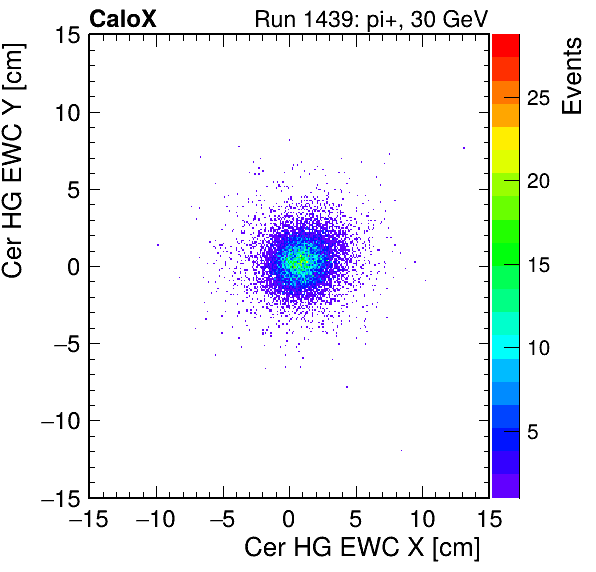 CaloX Run 1439: pi+, 30 GeV
Cer HG EWC Y [cm]
15
10
5
0
−5
−10
−15
−15 −10 −5 0 5 10 15
Cer HG EWC X [cm]
Events
25
20
15
10
5